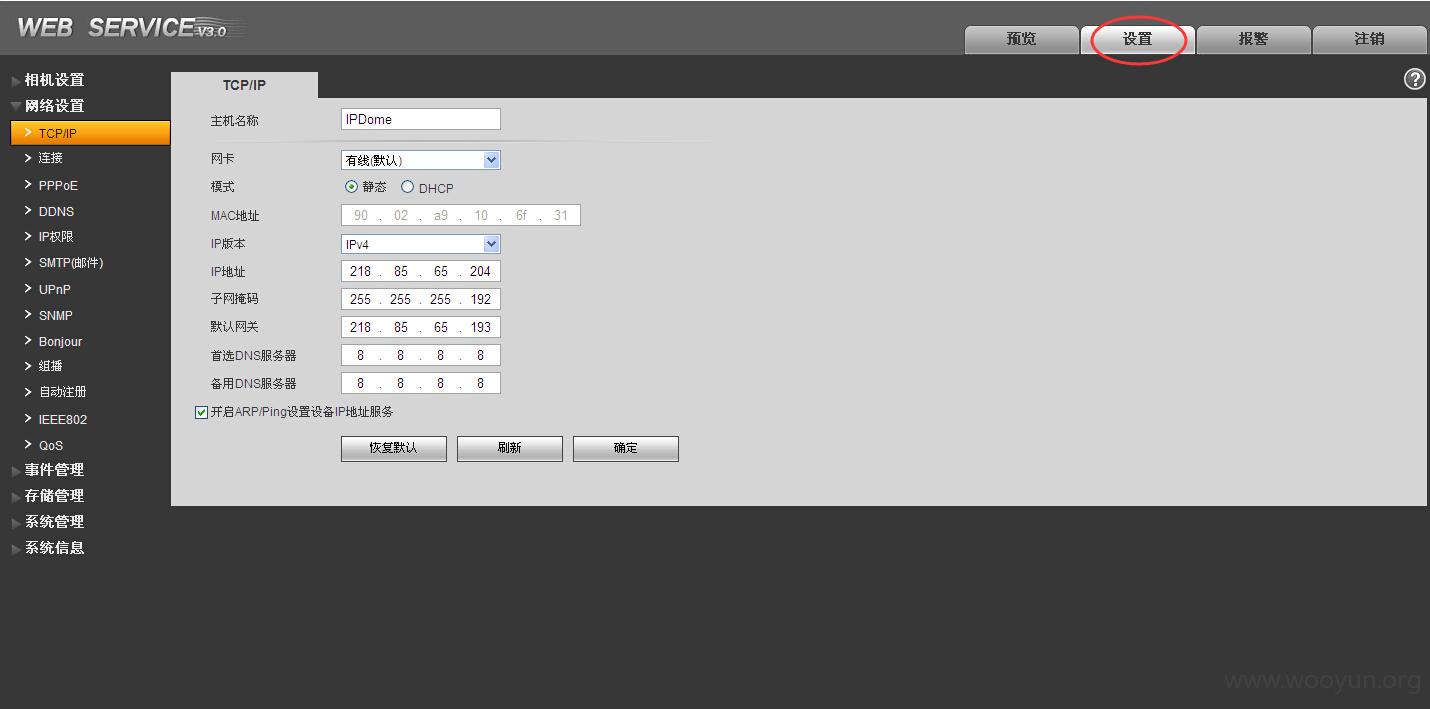 WEB SERVICE V3.0
预览 设置 报警 注销
相机设置
网络设置
TCP/IP
连接
PPPoE
DDNS
IP权限
SMTP(邮件)
UPnP
SNMP
Bonjour
组播
自动注册
IEEE802
QoS
事件管理
存储管理
系统管理
系统信息
TCP/IP
?
主机名称 IPDome
网卡 有线(默认)
模式 静态 DHCP
MAC地址 90 . 02 . a9 . 10 . 6f . 31
IP版本 IPv4
IP地址 218 . 85 . 65 . 204
子网掩码 255 . 255 . 255 . 192
默认网关 218 . 85 . 65 . 193
首选DNS服务器 8 . 8 . 8 . 8
备用DNS服务器 8 . 8 . 8 . 8
开启ARP/Ping设置设备IP地址服务
恢复默认 刷新 确定
www.wooyun.org